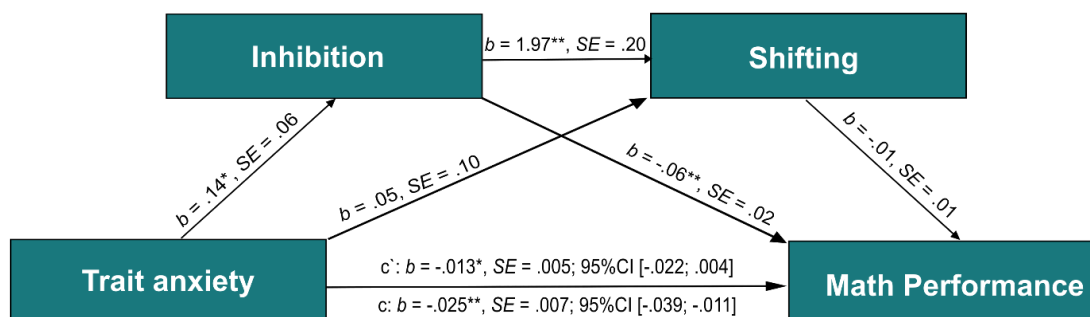 Inhibition
b = 1.97**, SE = .20
Shifting
b = .14*, SE = .06
b = .05, SE = .10
b = -.06**, SE = .02
b = -.01, SE = .01
Trait anxiety
c`: b = -.013*, SE = .005; 95%CI [-.022; .004]
c: b = -.025**, SE = .007; 95%CI [-.039; -.011]
Math Performance